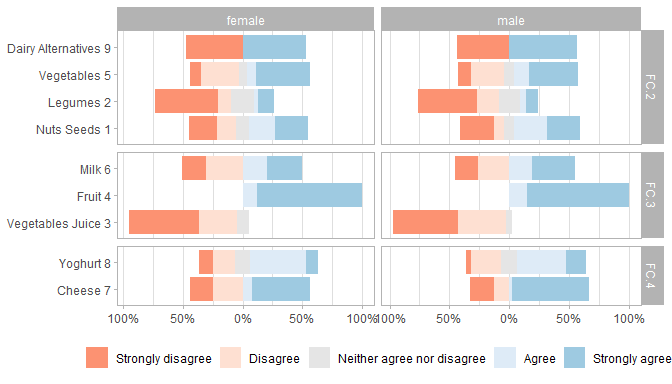 female male
Dairy Alternatives 9
Vegetables 5
Legumes 2
Nuts Seeds 1
FC.2
Milk 6
Fruit 4
Vegetables Juice 3
FC.3
Yoghurt 8
Cheese 7
FC.4
100% 50% 0% 50% 100% 100% 50% 0% 50% 100%
Strongly disagree Disagree Neither agree nor disagree Agree Strongly agree